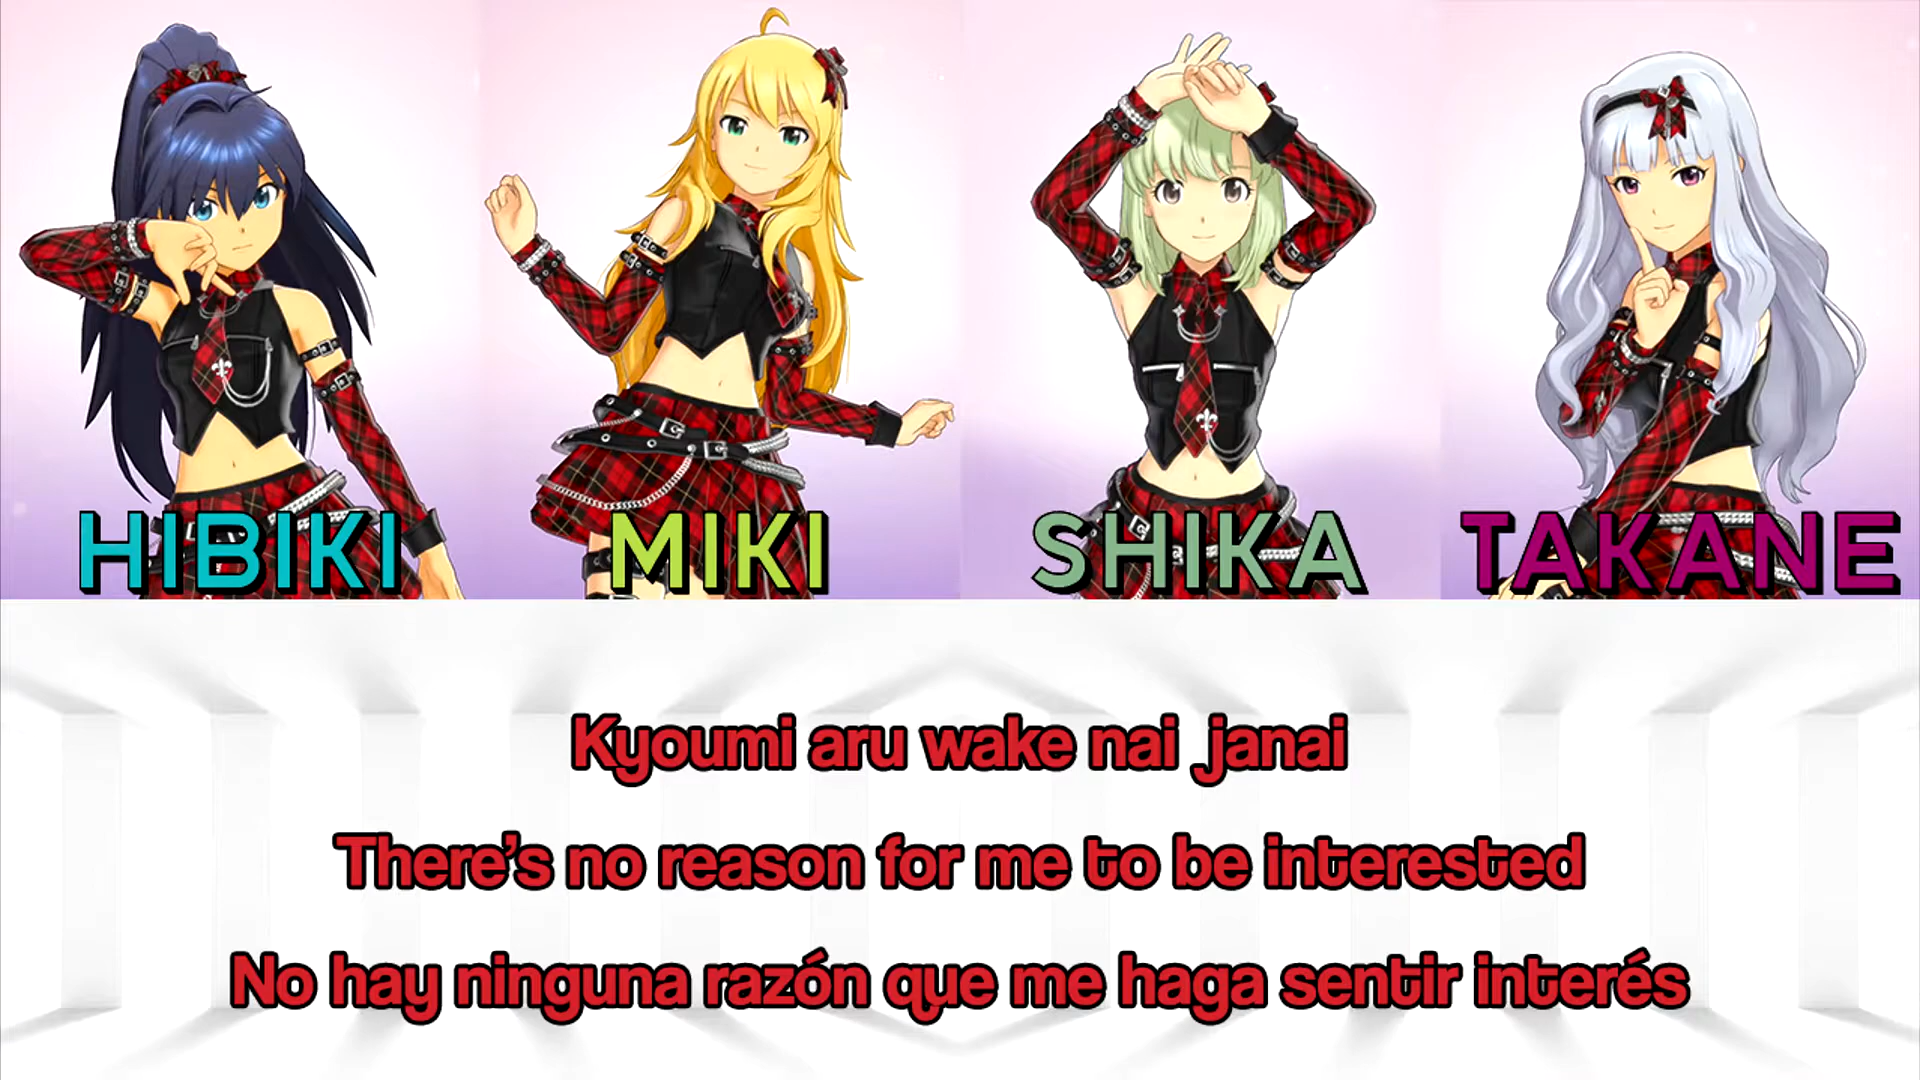 HIBIKI
MIKI
SHIKA
TAKANE
Kyoumi aru wake nai janai
There's no reason for me to be interested
No hay ninguna razón que me haga sentir interés